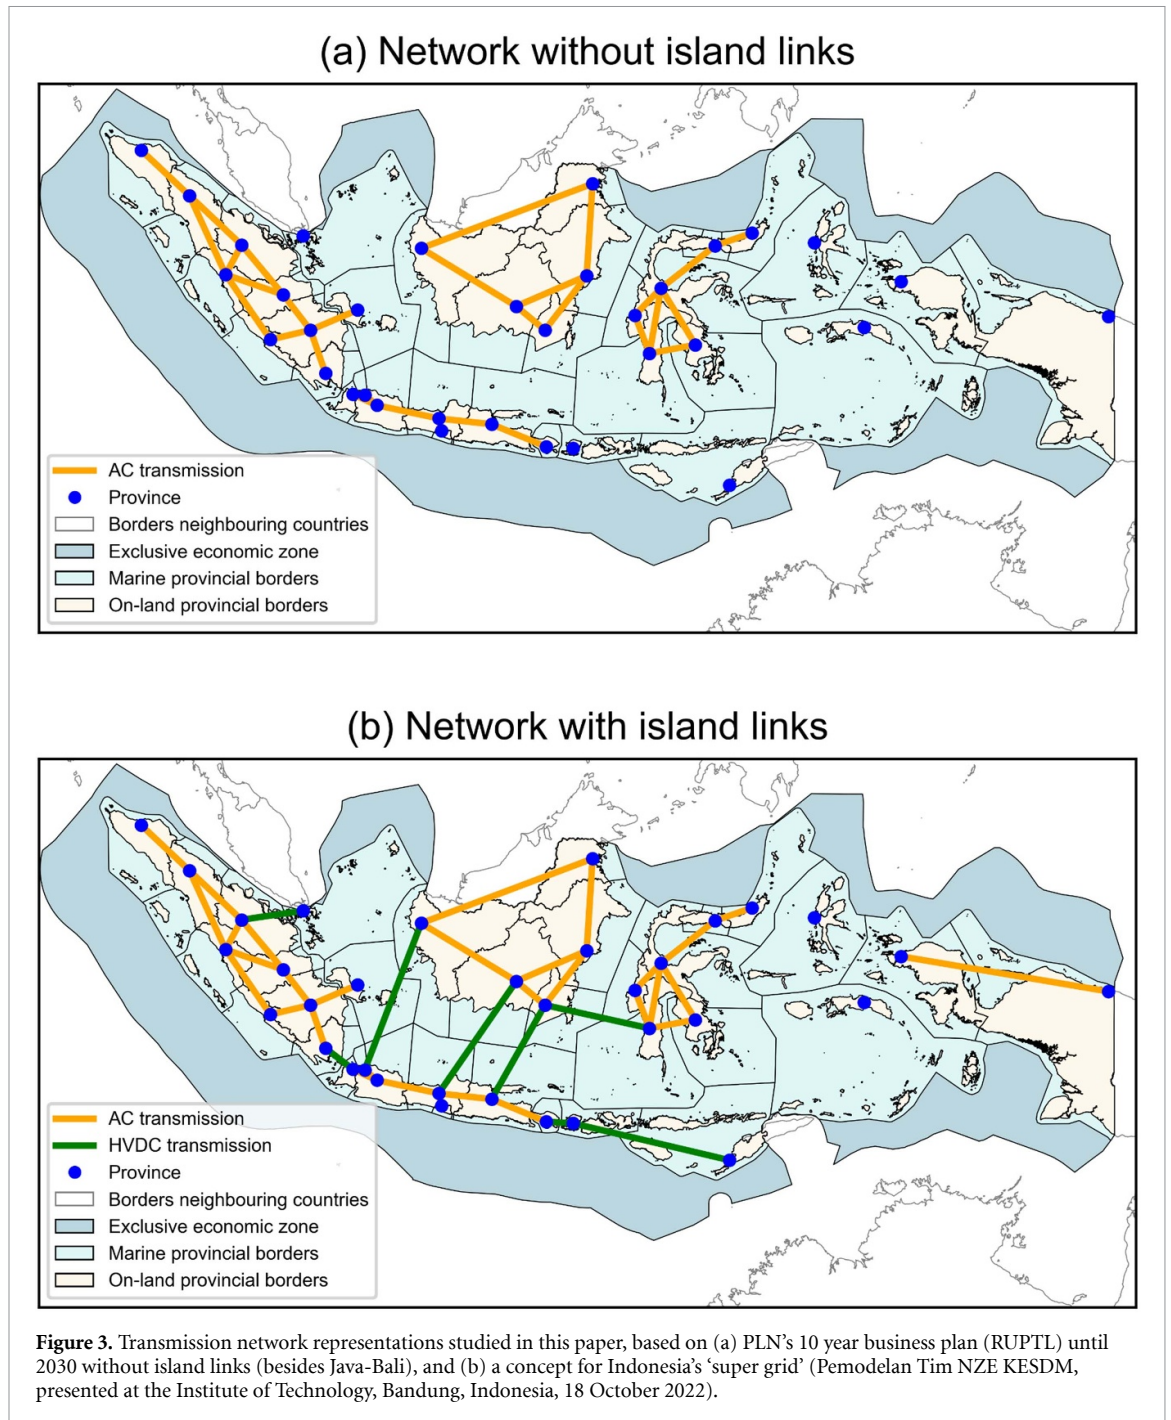 (a) Network without island links
AC transmission
Province
Borders neighbouring countries
Exclusive economic zone
Marine provincial borders
On-land provincial borders
(b) Network with island links
AC transmission
HVDC transmission
Province
Borders neighbouring countries
Exclusive economic zone
Marine provincial borders
On-land provincial borders
Figure 3. Transmission network representations studied in this paper, based on (a) PLN's 10 year business plan (RUPTL) until
2030 without island links (besides Java-Bali), and (b) a concept for Indonesia's ‘super grid’ (Pemodelan Tim NZE KESDM,
presented at the Institute of Technology, Bandung, Indonesia, 18 October 2022).